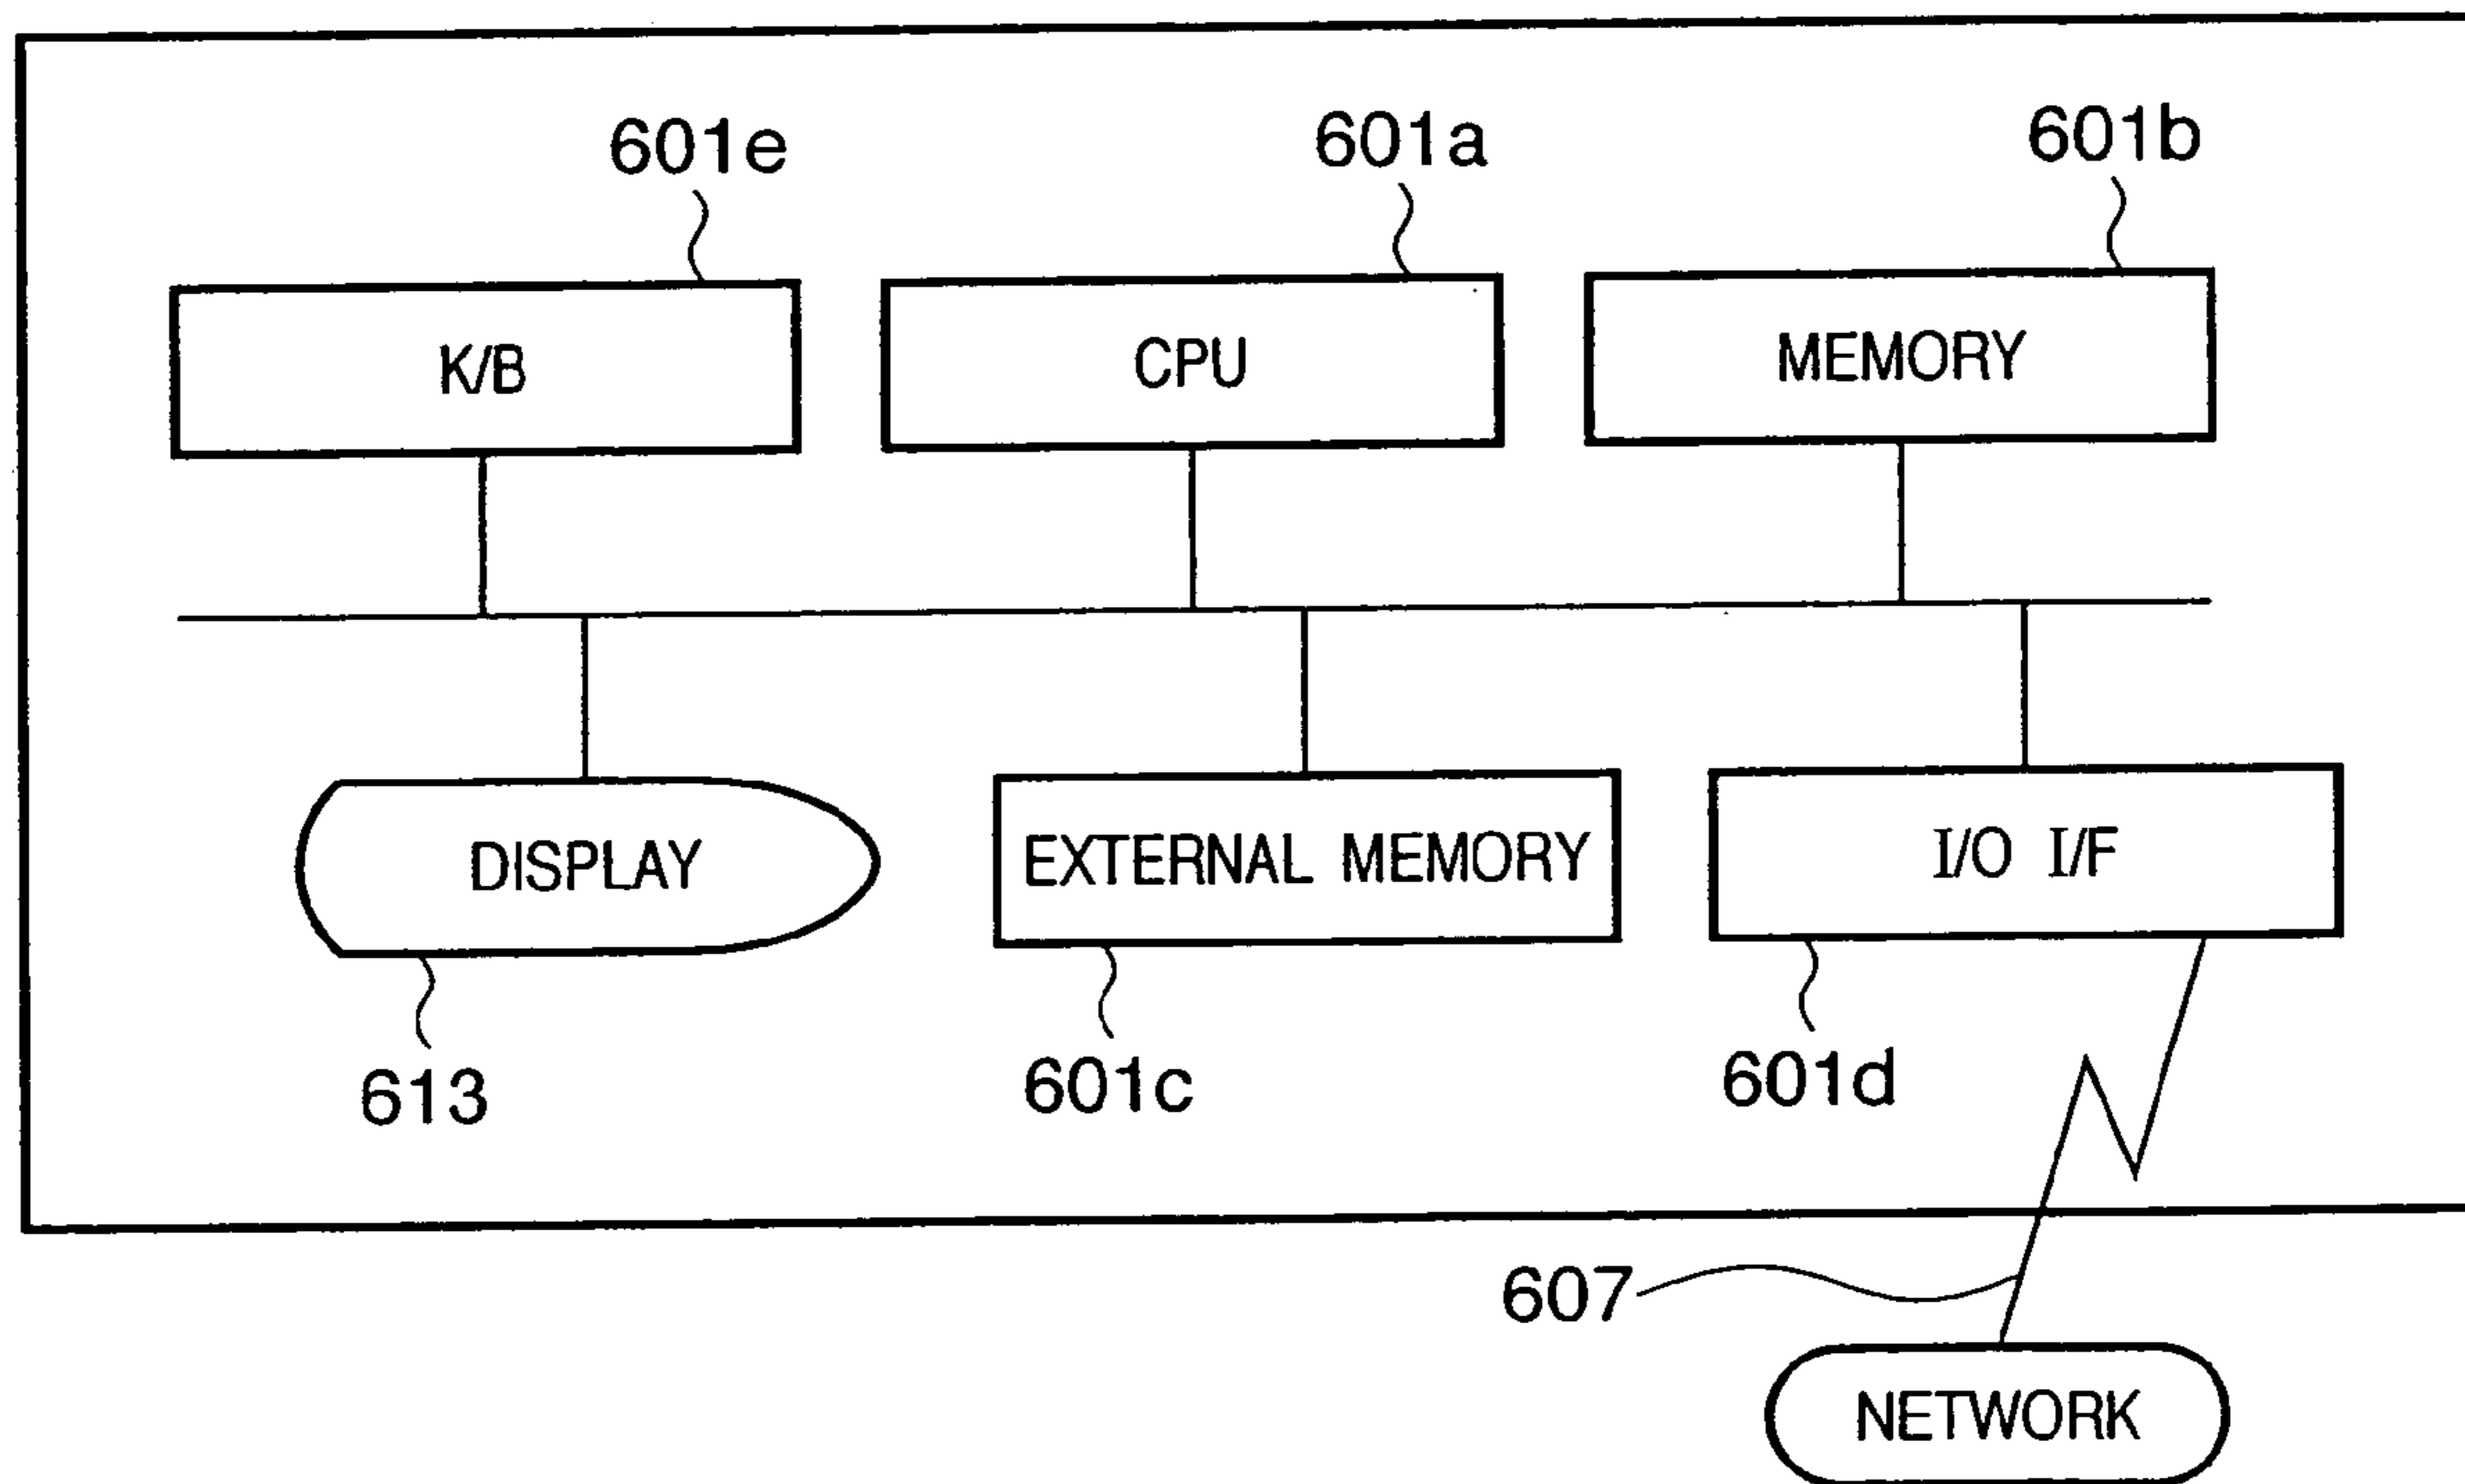 601e
601a
601b
K/B
CPU
MEMORY
DISPLAY
EXTERNAL MEMORY
I/O I/F
613
601c
601d
607
NETWORK